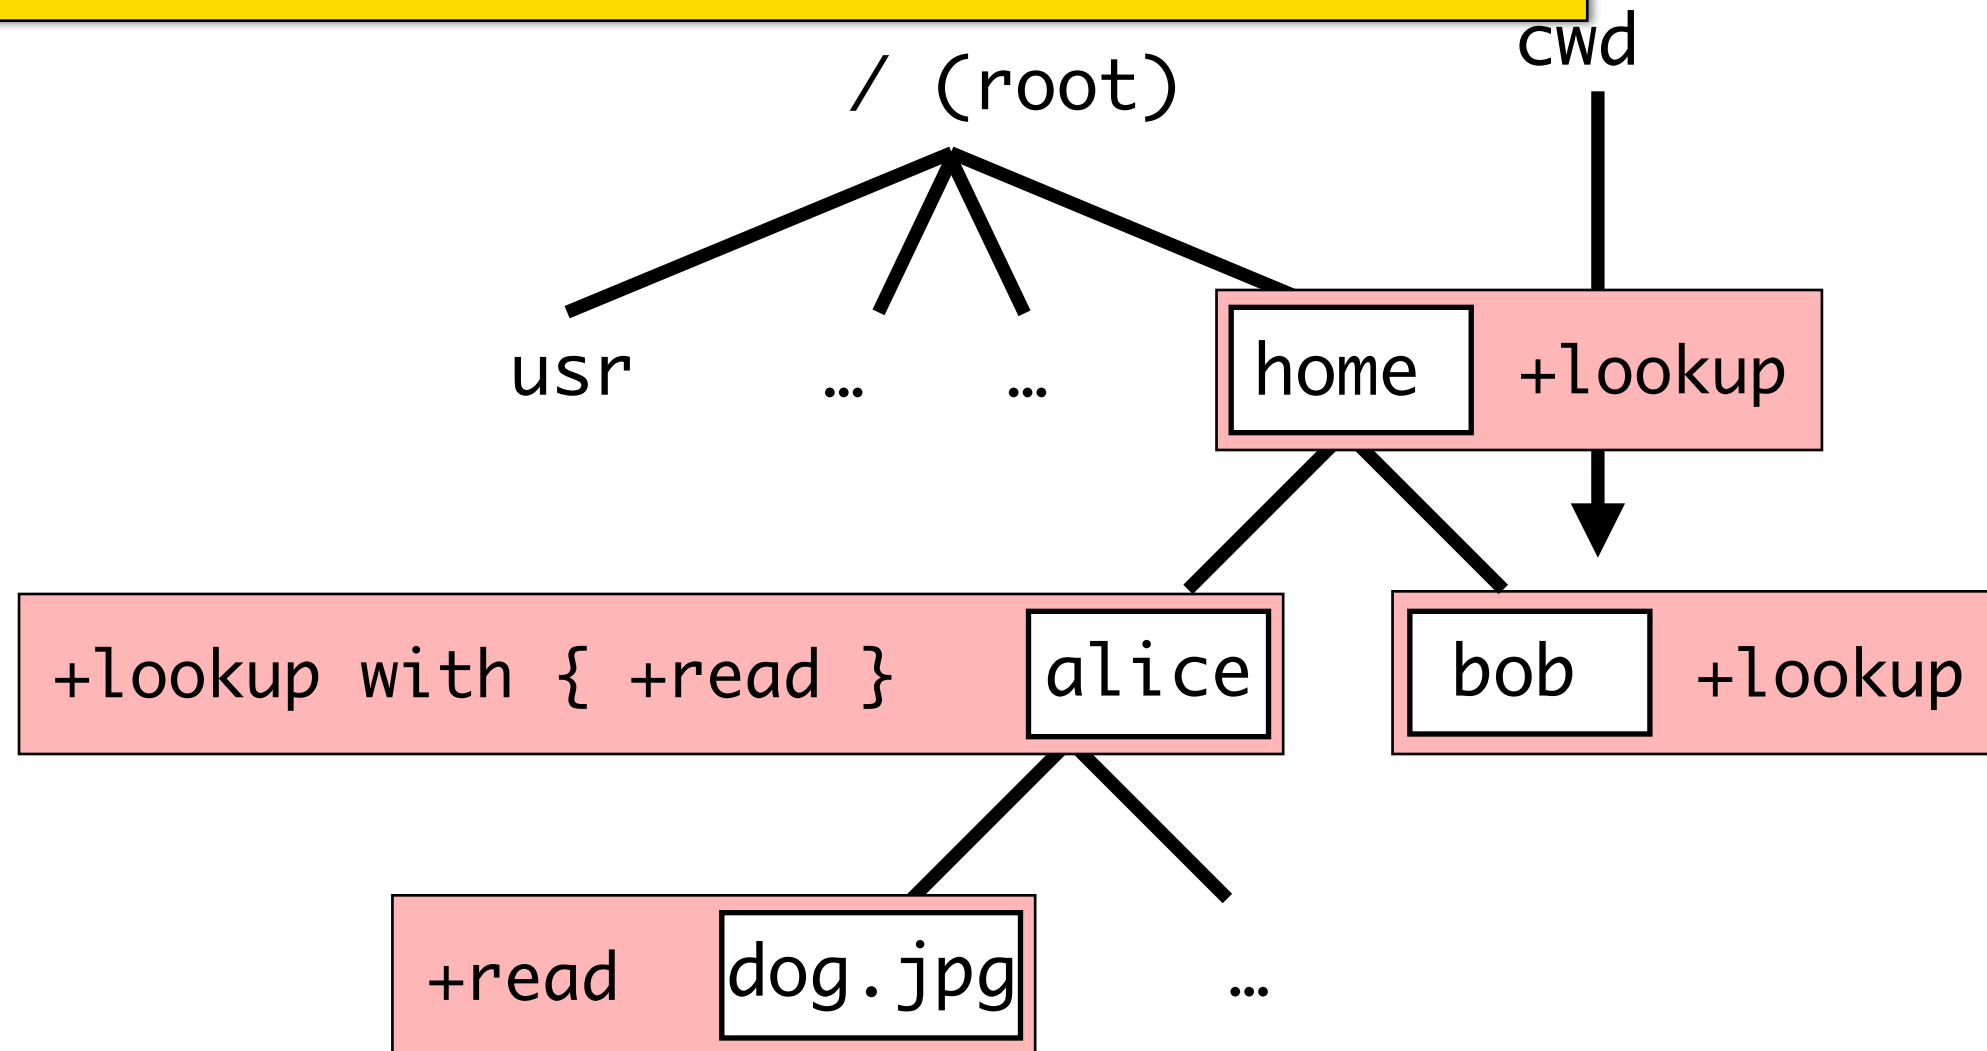 cwd
/ (root)
usr
…
…
home +lookup
+lookup with { +read } alice
bob +lookup
+read dog.jpg
…